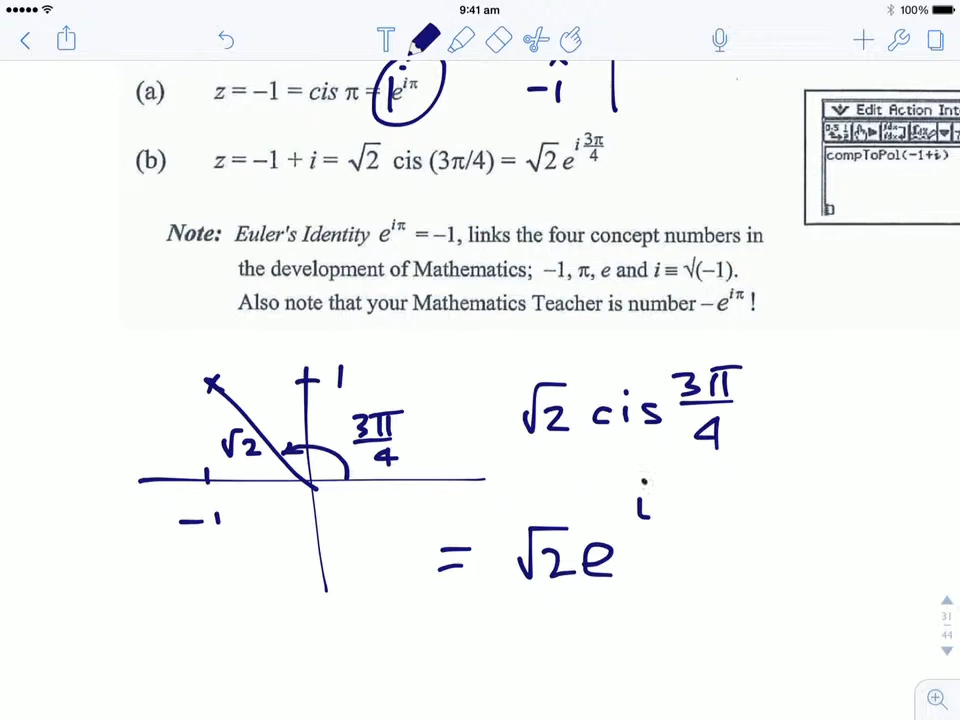 9:41 am
100%
(a) z = −1 = cis π = e^{iπ} −i
(b) z = −1 + i = √2 cis (3π/4) = √2 e^{i 3π/4}
Edit Action Int
compToPol(-1+i)
Note: Euler's Identity e^{iπ} = −1, links the four concept numbers in
the development of Mathematics; −1, π, e and i ≡ √(−1).
Also note that your Mathematics Teacher is number −e^{iπ} !
1
√2 3π/4
−1
√2 cis 3π/4
= √2 e^{i}
31
44